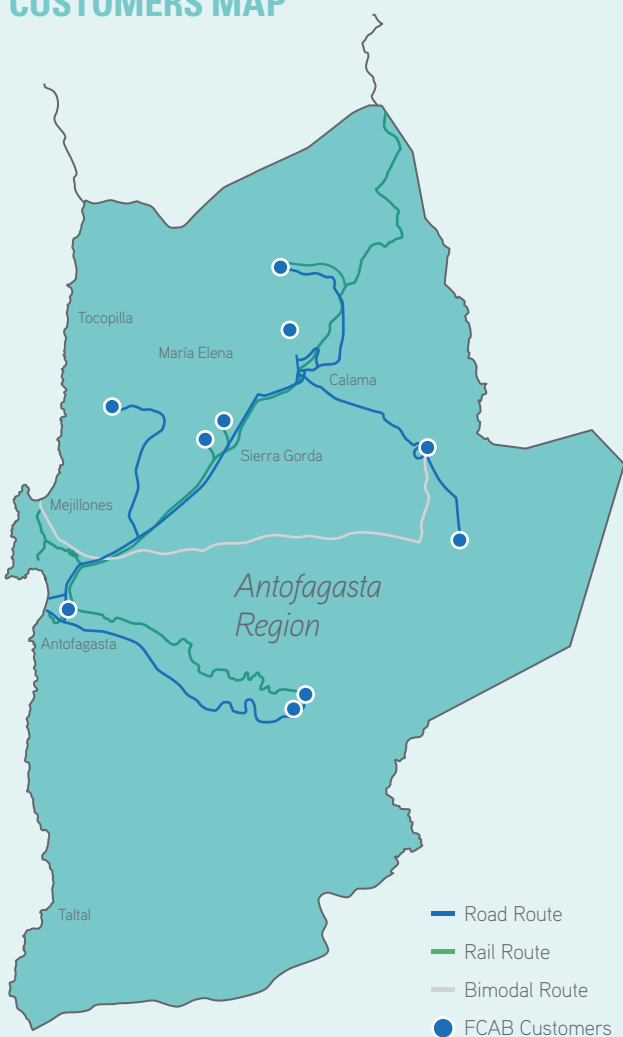 CUSTOMERS MAP
Tocopilla
María Elena
Calama
Sierra Gorda
Mejillones
Antofagasta
Region
Antofagasta
Taltal
Road Route
Rail Route
Bimodal Route
FCAB Customers